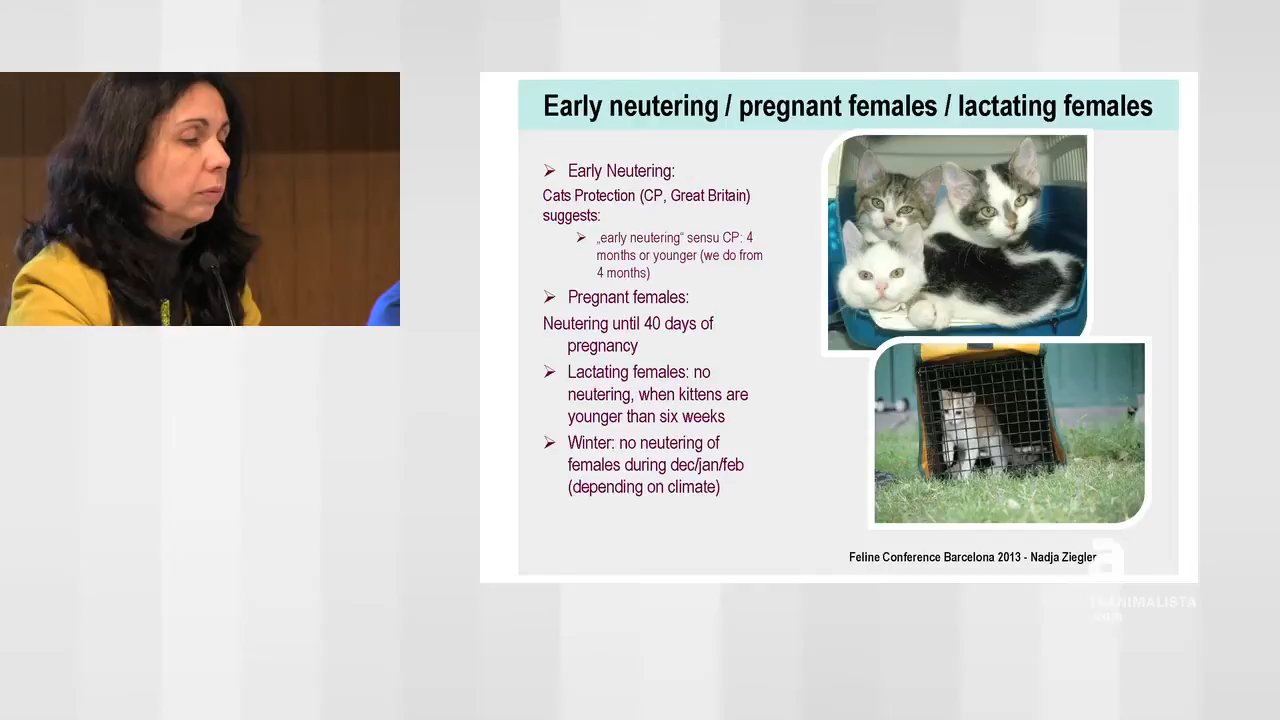 Early neutering / pregnant females / lactating females
Early Neutering:
Cats Protection (CP, Great Britain)
suggests:
„early neutering“ sensu CP: 4
months or younger (we do from
4 months)
Pregnant females:
Neutering until 40 days of
pregnancy
Lactating females: no
neutering, when kittens are
younger than six weeks
Winter: no neutering of
females during dec/jan/feb
(depending on climate)
Feline Conference Barcelona 2013 - Nadja Ziegler